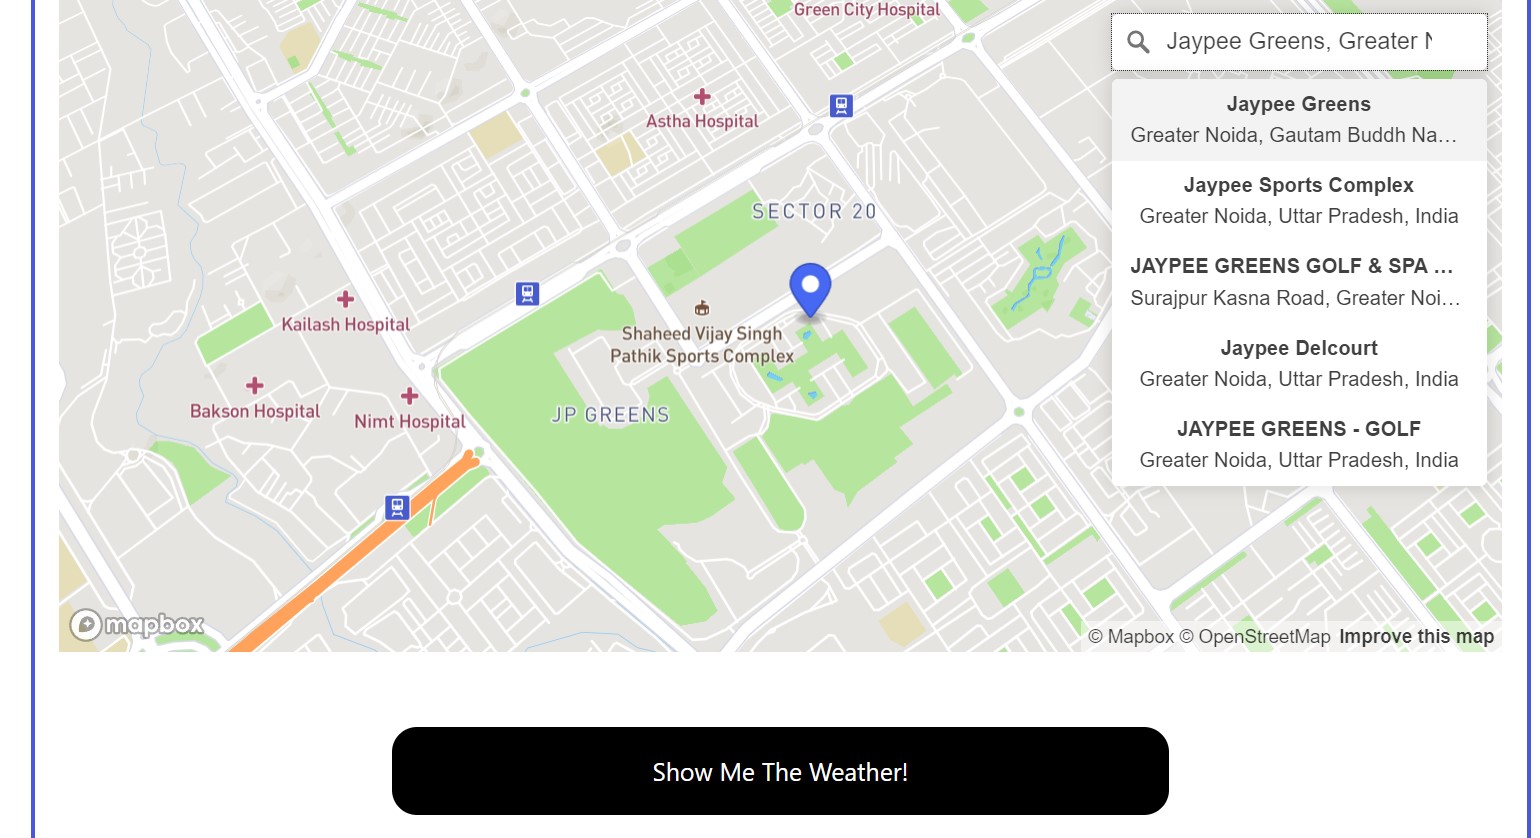 Green City Hospital
Jaypee Greens, Greater N
Astha Hospital
Jaypee Greens
Greater Noida, Gautam Buddh Na...
Jaypee Sports Complex
Greater Noida, Uttar Pradesh, India
JAYPEE GREENS GOLF & SPA ...
Surajpur Kasna Road, Greater Noi...
Jaypee Delcourt
Greater Noida, Uttar Pradesh, India
JAYPEE GREENS - GOLF
Greater Noida, Uttar Pradesh, India
SECTOR 20
Kailash Hospital
Shaheed Vijay Singh
Pathik Sports Complex
Bakson Hospital
Nimt Hospital
JP GREENS
mapbox
© Mapbox © OpenStreetMap Improve this map
Show Me The Weather!